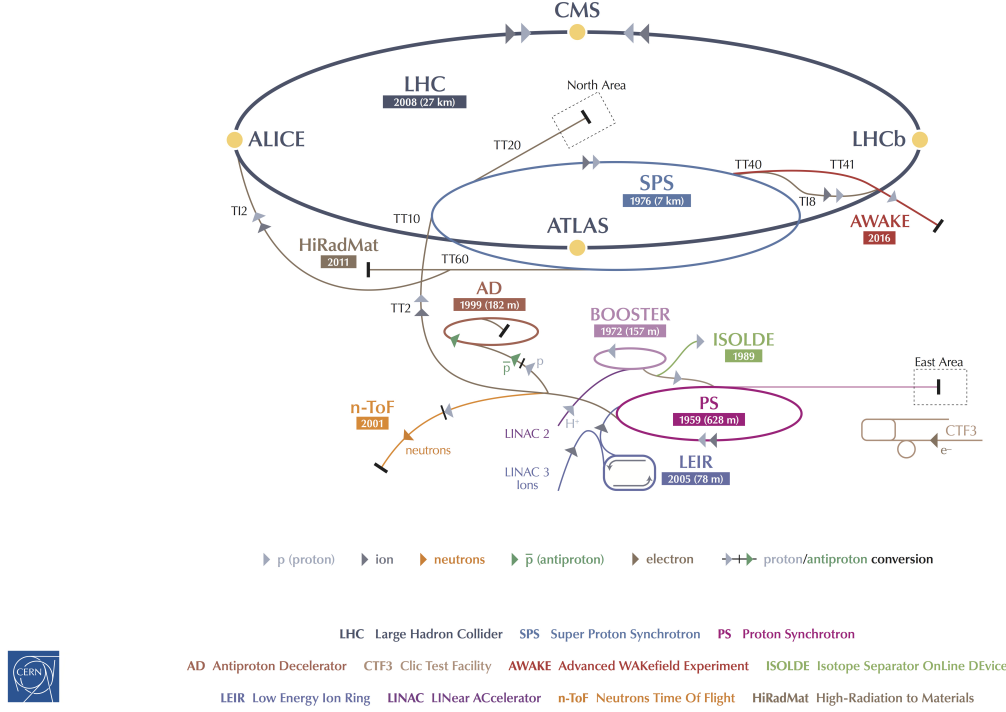 CMS
LHC
2008 (27 km)
North Area
ALICE
LHCb
TT20
TT40
TT41
SPS
1976 (7 km)
TI2
TT10
TI8
ATLAS
AWAKE
2016
HiRadMat
2011
TT60
AD
1999 (182 m)
TT2
BOOSTER
1972 (157 m)
ISOLDE
1989
p
p̅
East Area
n-ToF
2001
PS
1959 (628 m)
H⁺
LINAC 2
CTF3
neutrons
e–
LEIR
2005 (78 m)
LINAC 3
Ions
p (proton) ion neutrons p̅ (antiproton) electron proton/antiproton conversion
LHC Large Hadron Collider SPS Super Proton Synchrotron PS Proton Synchrotron
CERN
AD Antiproton Decelerator CTF3 Clic Test Facility AWAKE Advanced WAKefield Experiment ISOLDE Isotope Separator OnLine DEvice
LEIR Low Energy Ion Ring LINAC LINear ACcelerator n-ToF Neutrons Time Of Flight HiRadMat High-Radiation to Materials